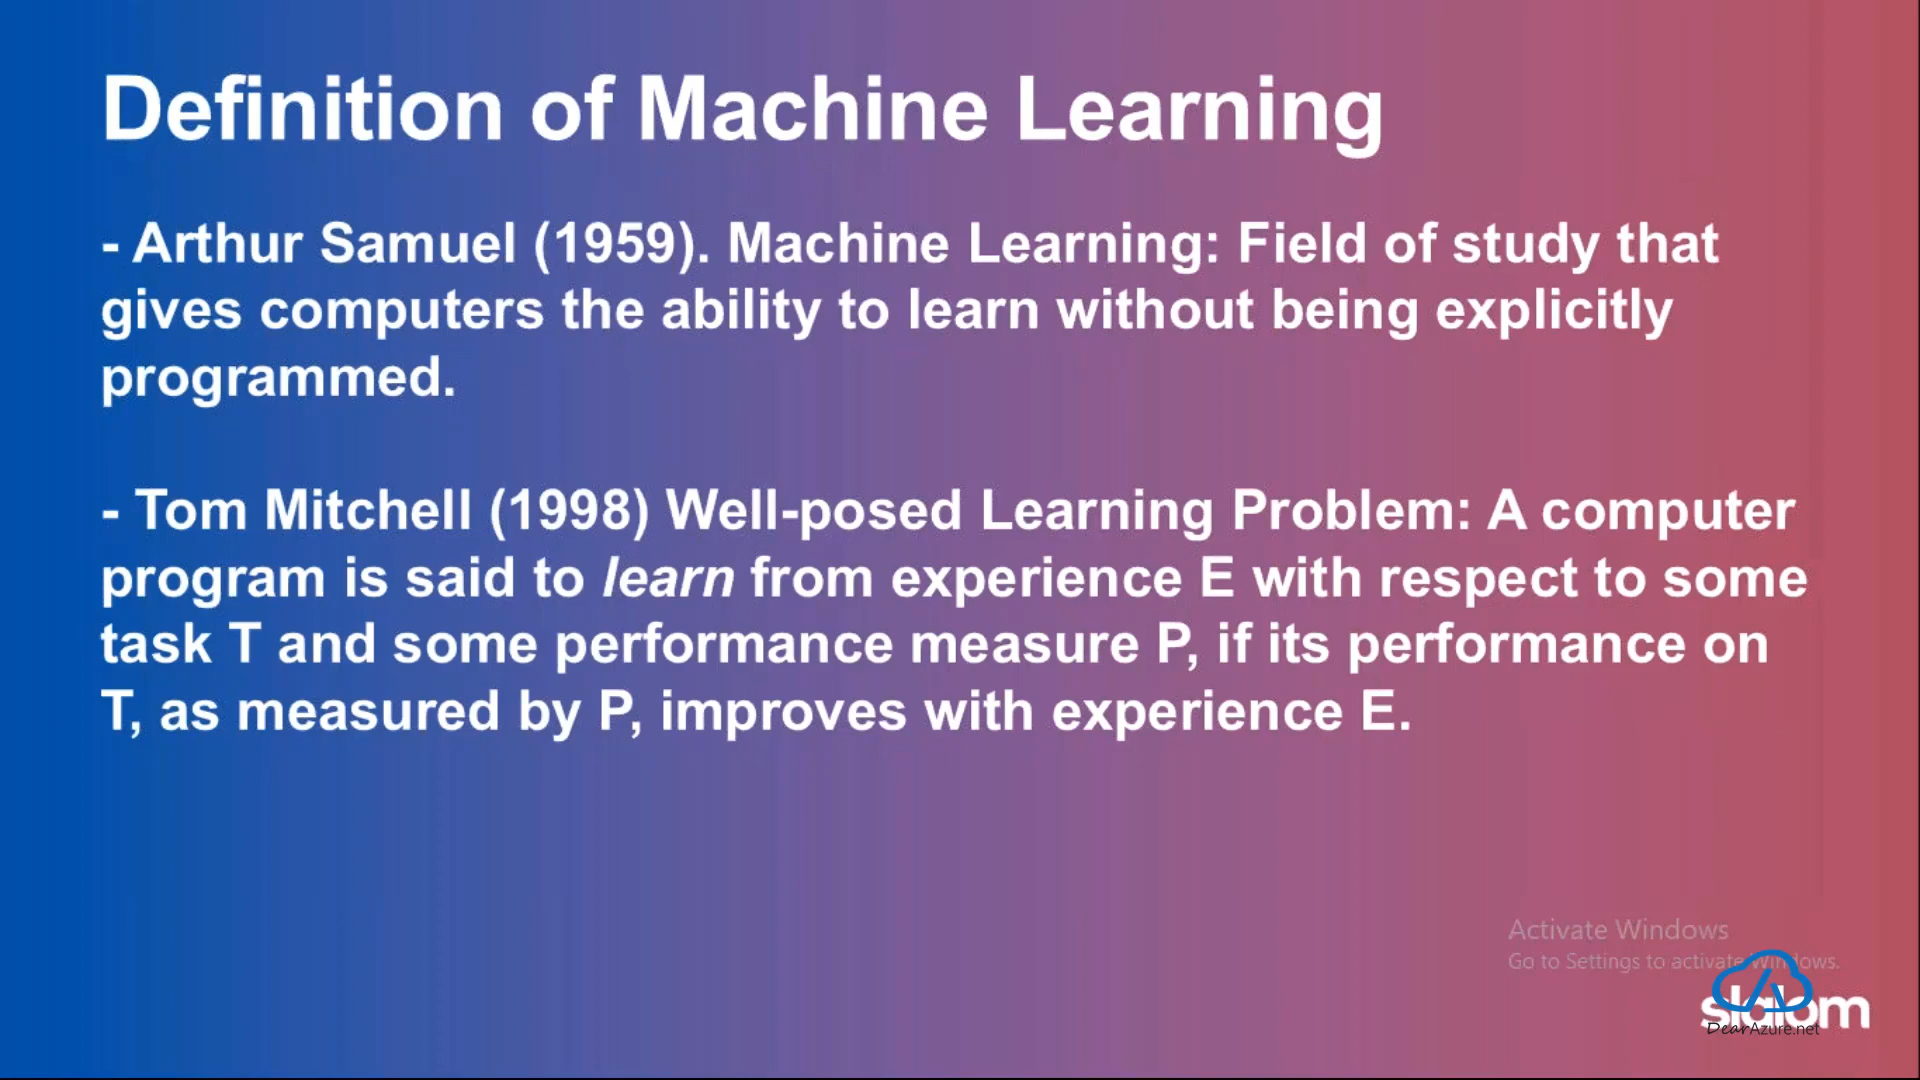 Definition of Machine Learning
- Arthur Samuel (1959). Machine Learning: Field of study that
gives computers the ability to learn without being explicitly
programmed.
- Tom Mitchell (1998) Well-posed Learning Problem: A computer
program is said to learn from experience E with respect to some
task T and some performance measure P, if its performance on
T, as measured by P, improves with experience E.
Activate Windows
Go to Settings to activate Windows.
slalom
DearAzure.net